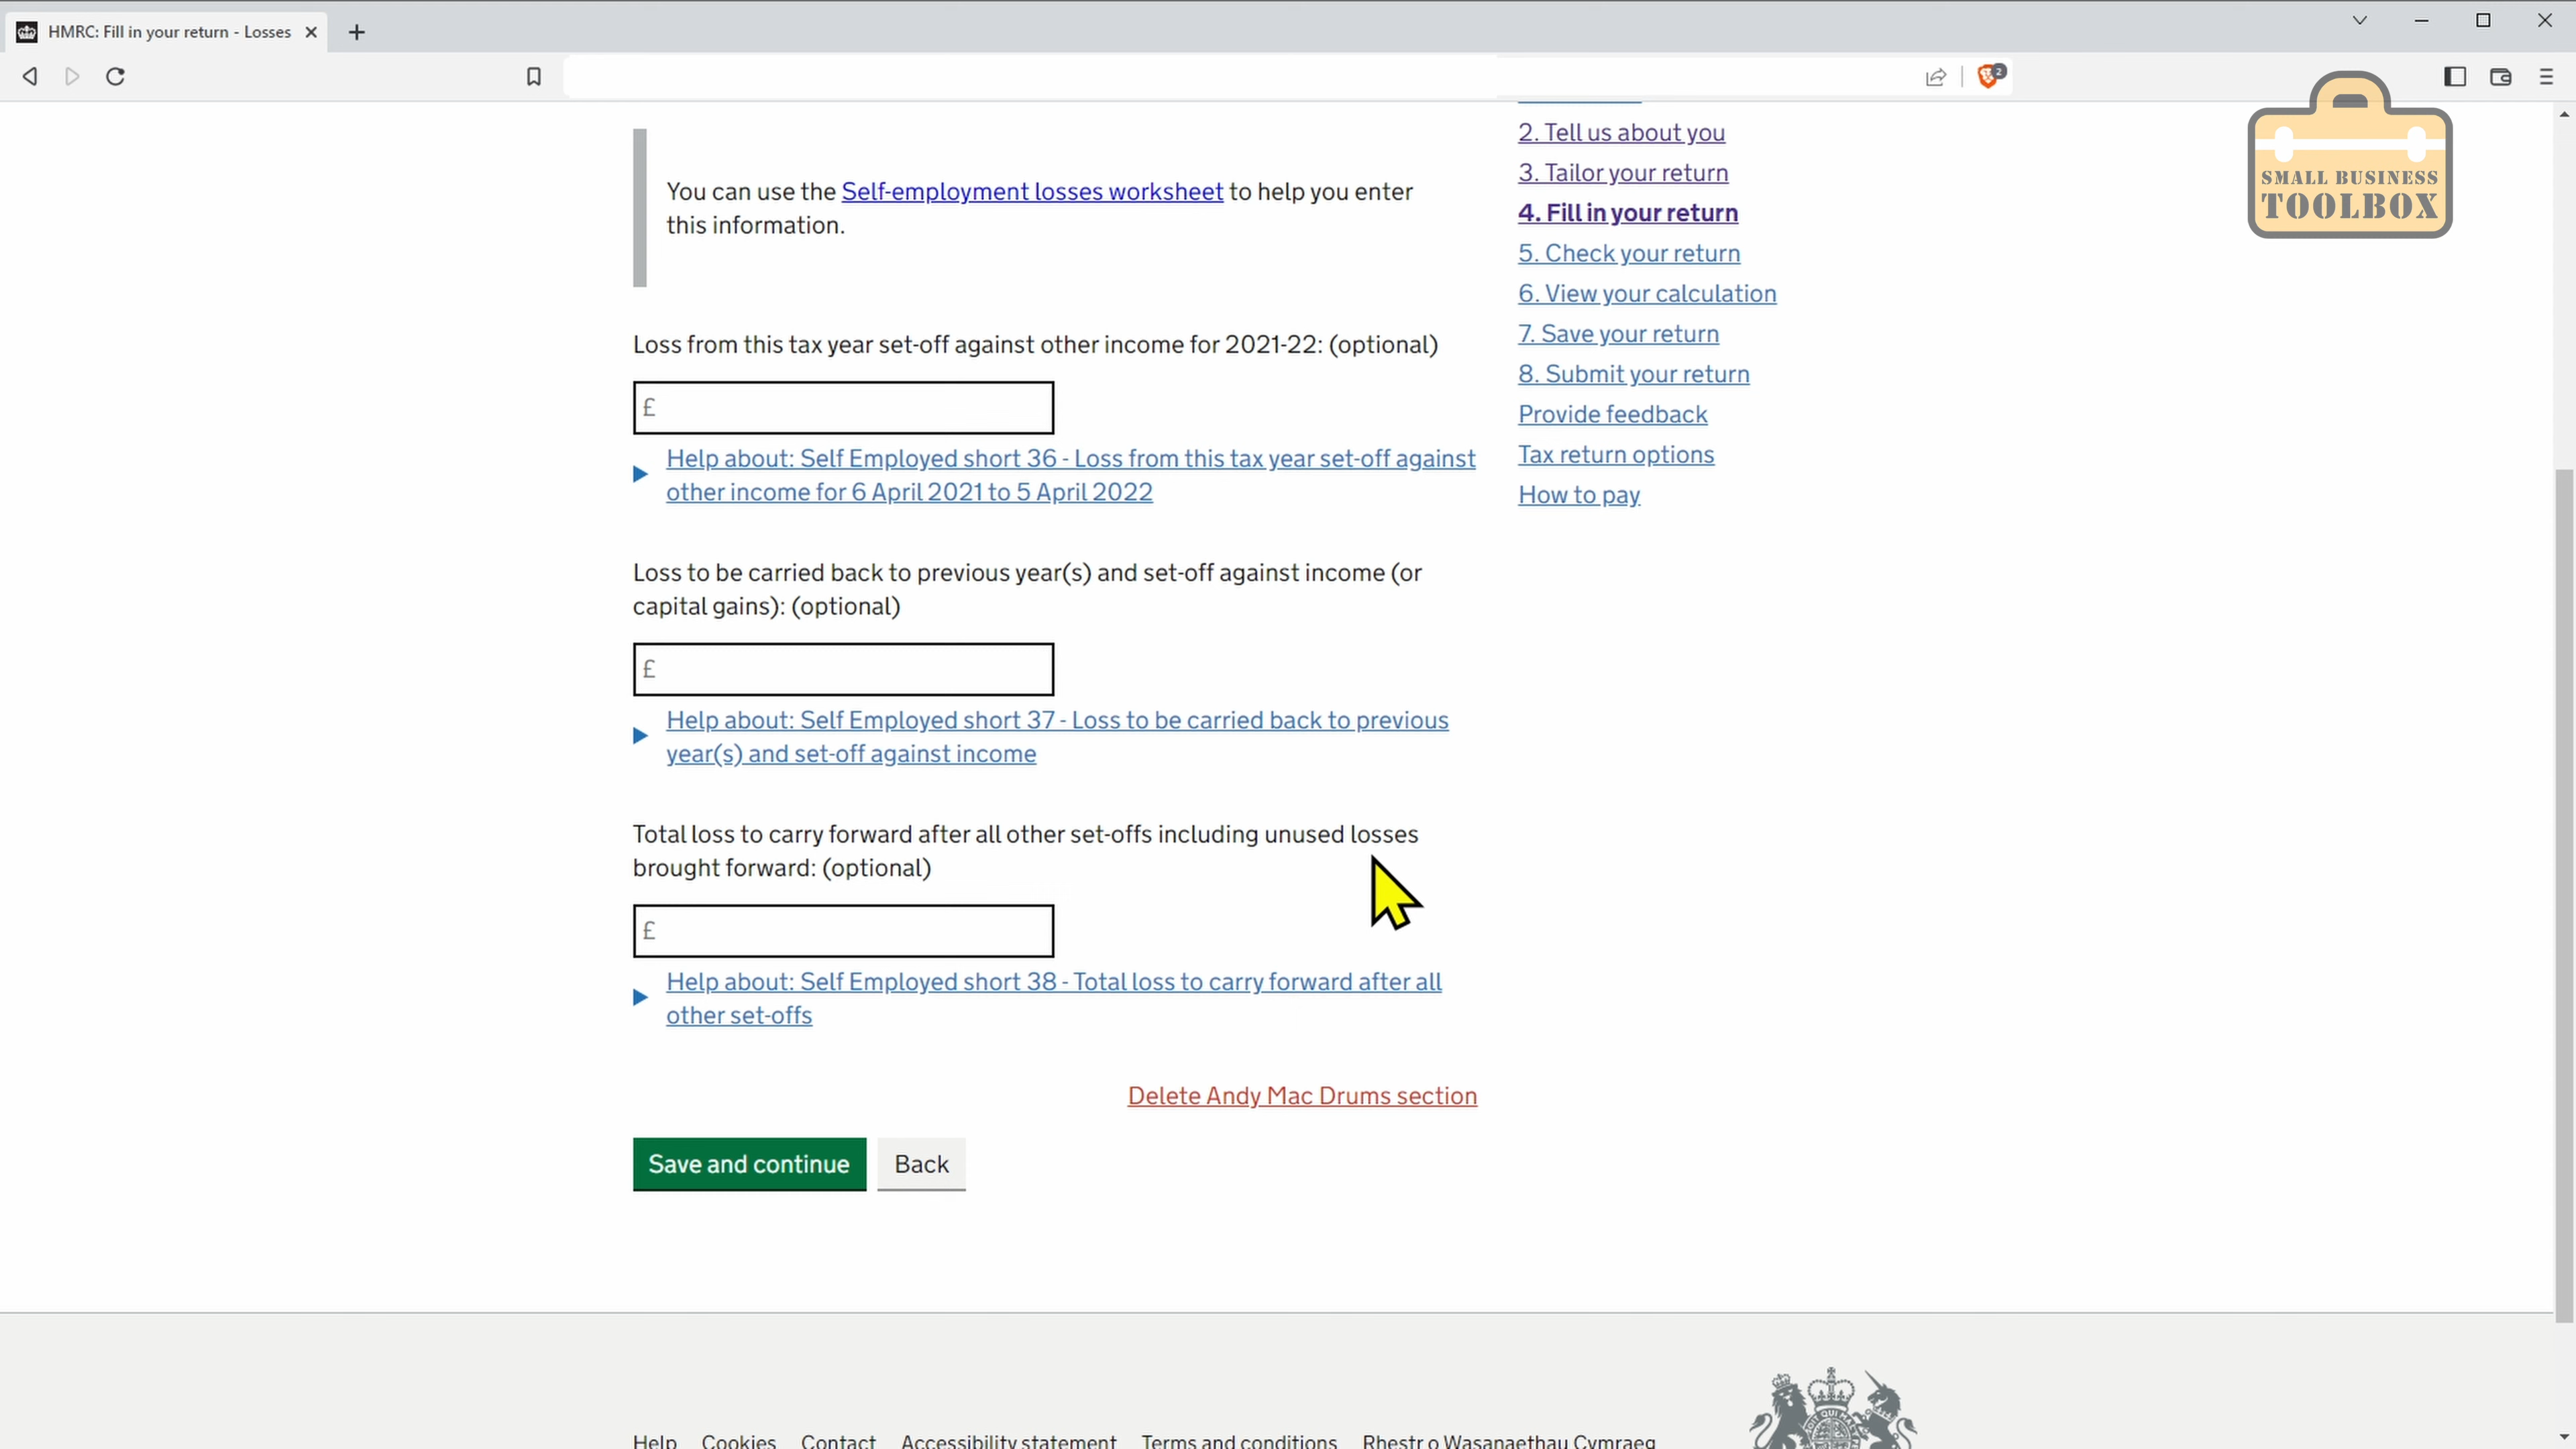 HMRC: Fill in your return - Losses
2
SMALL BUSINESS
TOOLBOX
You can use the Self-employment losses worksheet to help you enter
this information.
Loss from this tax year set-off against other income for 2021-22: (optional)
£
Help about: Self Employed short 36 - Loss from this tax year set-off against
other income for 6 April 2021 to 5 April 2022
Loss to be carried back to previous year(s) and set-off against income (or
capital gains): (optional)
£
Help about: Self Employed short 37 - Loss to be carried back to previous
year(s) and set-off against income
Total loss to carry forward after all other set-offs including unused losses
brought forward: (optional)
£
Help about: Self Employed short 38 - Total loss to carry forward after all
other set-offs
Delete Andy Mac Drums section
Save and continue Back
2. Tell us about you
3. Tailor your return
4. Fill in your return
5. Check your return
6. View your calculation
7. Save your return
8. Submit your return
Provide feedback
Tax return options
How to pay
Help Cookies Contact Accessibility statement Terms and conditions Rhestr o Wasanaethau Cymraeg